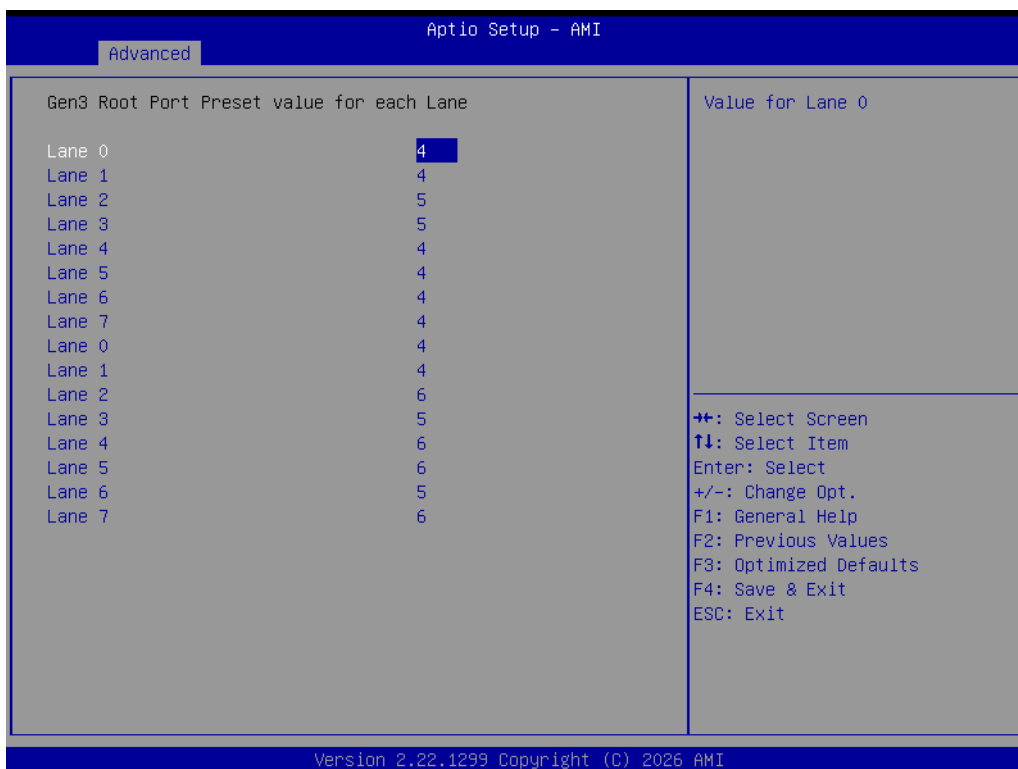 Aptio Setup – AMI
Advanced
Gen3 Root Port Preset value for each Lane
Lane 0 4
Lane 1 4
Lane 2 5
Lane 3 5
Lane 4 4
Lane 5 4
Lane 6 4
Lane 7 4
Lane 0 4
Lane 1 4
Lane 2 6
Lane 3 5
Lane 4 6
Lane 5 6
Lane 6 5
Lane 7 6
Value for Lane 0
→←: Select Screen
↑↓: Select Item
Enter: Select
+/-: Change Opt.
F1: General Help
F2: Previous Values
F3: Optimized Defaults
F4: Save & Exit
ESC: Exit
Version 2.22.1299 Copyright (C) 2026 AMI